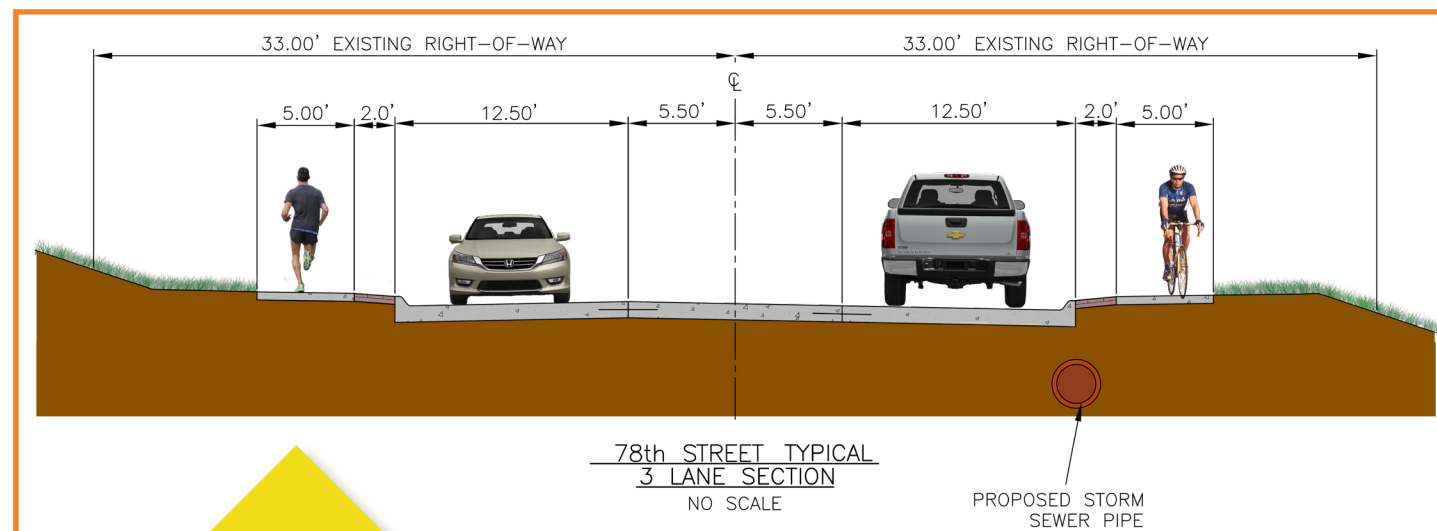 33.00' EXISTING RIGHT-OF-WAY
33.00' EXISTING RIGHT-OF-WAY
℄
5.00'
2.0'
12.50'
5.50'
5.50'
12.50'
2.0'
5.00'
78th STREET TYPICAL
3 LANE SECTION
NO SCALE
PROPOSED STORM
SEWER PIPE